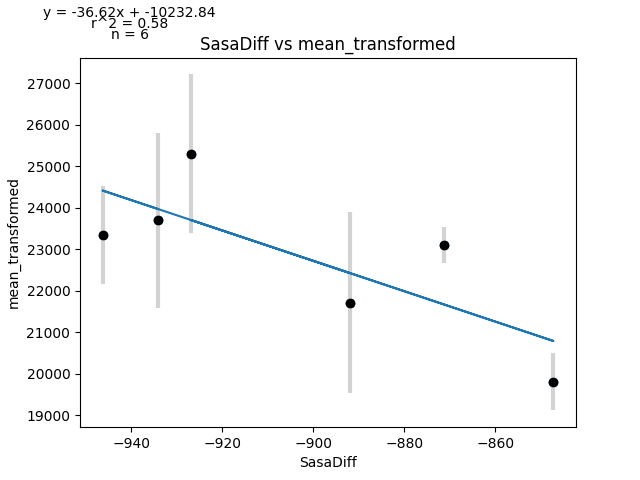 y = -36.62x + -10232.84
r^2 = 0.58
n = 6
SasaDiff vs mean_transformed
27000
26000
25000
24000
23000
22000
21000
20000
19000
mean_transformed
−940
−920
−900
−880
−860
SasaDiff